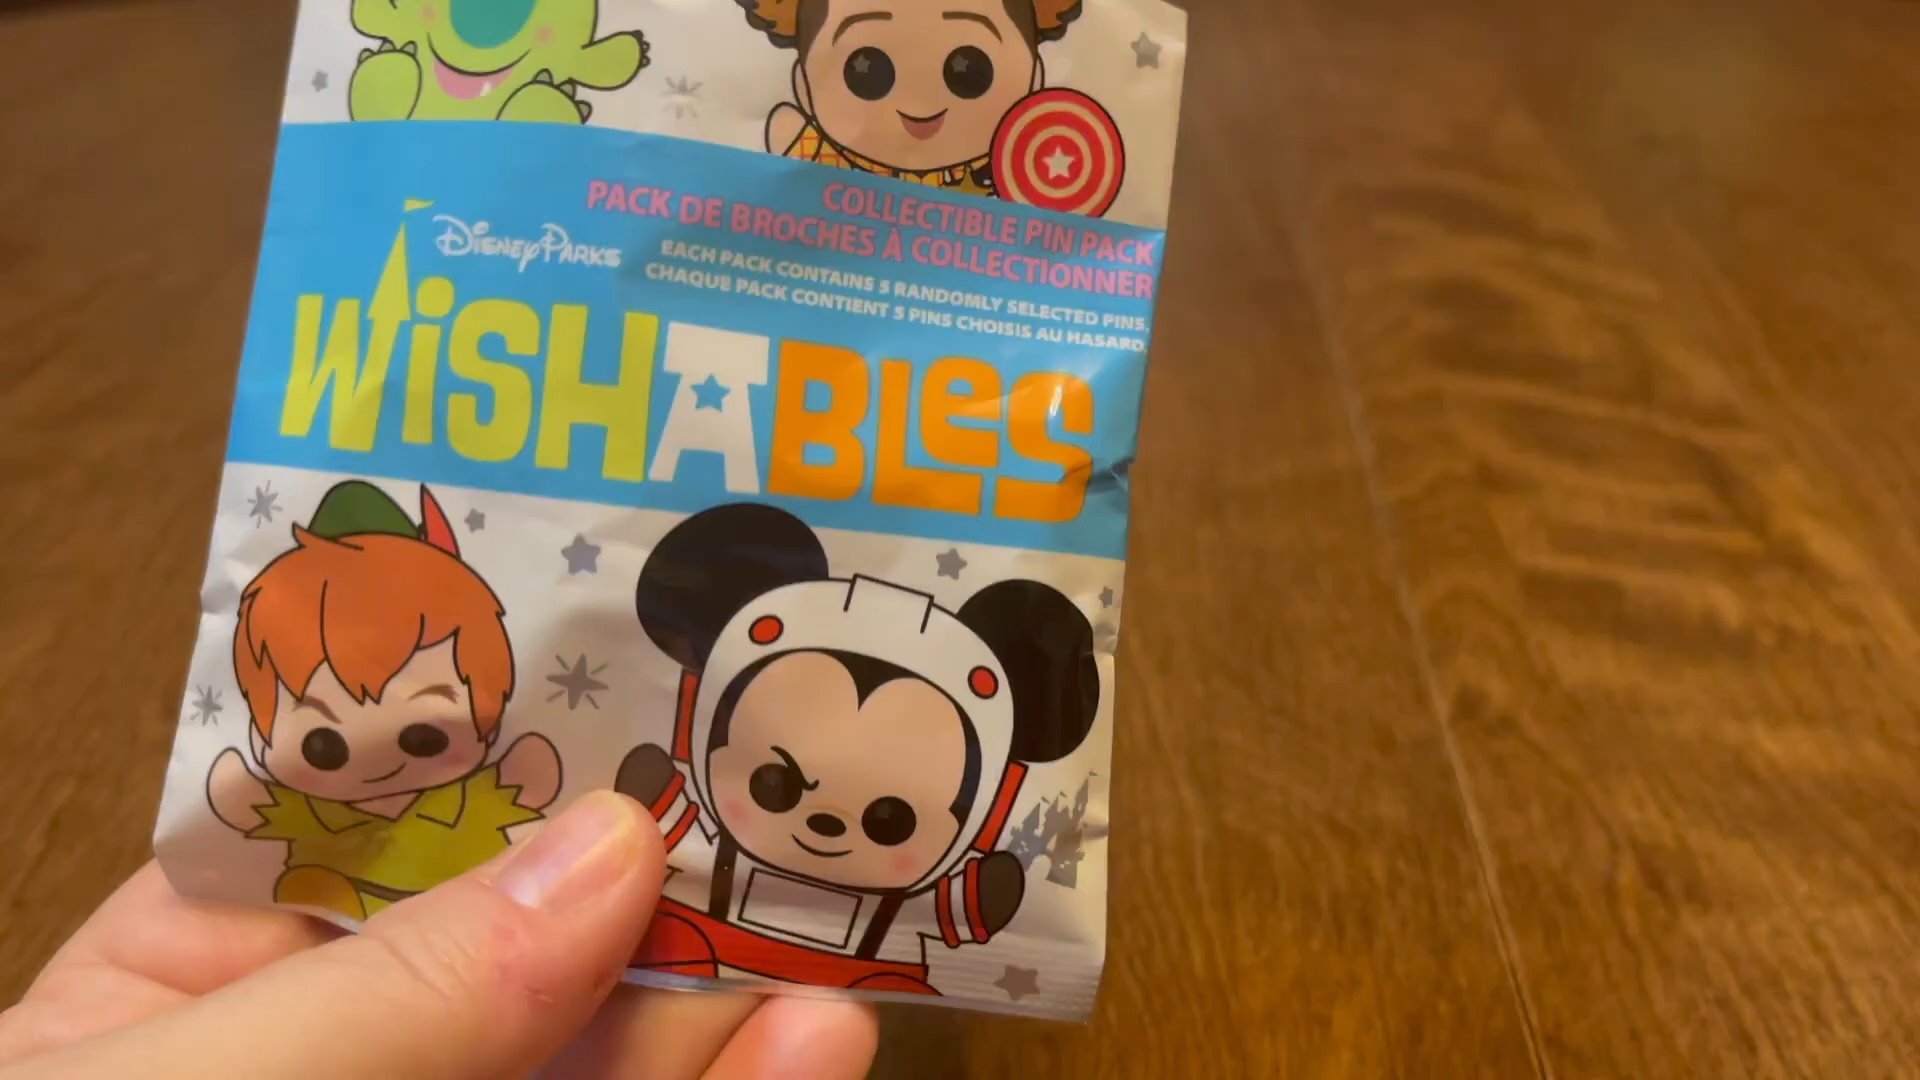 COLLECTIBLE PIN PACK
PACK DE BROCHES À COLLECTIONNER
EACH PACK CONTAINS 5 RANDOMLY SELECTED PINS.
CHAQUE PACK CONTIENT 5 PINS CHOISIS AU HASARD.
Disney Parks
WiSHABLeS